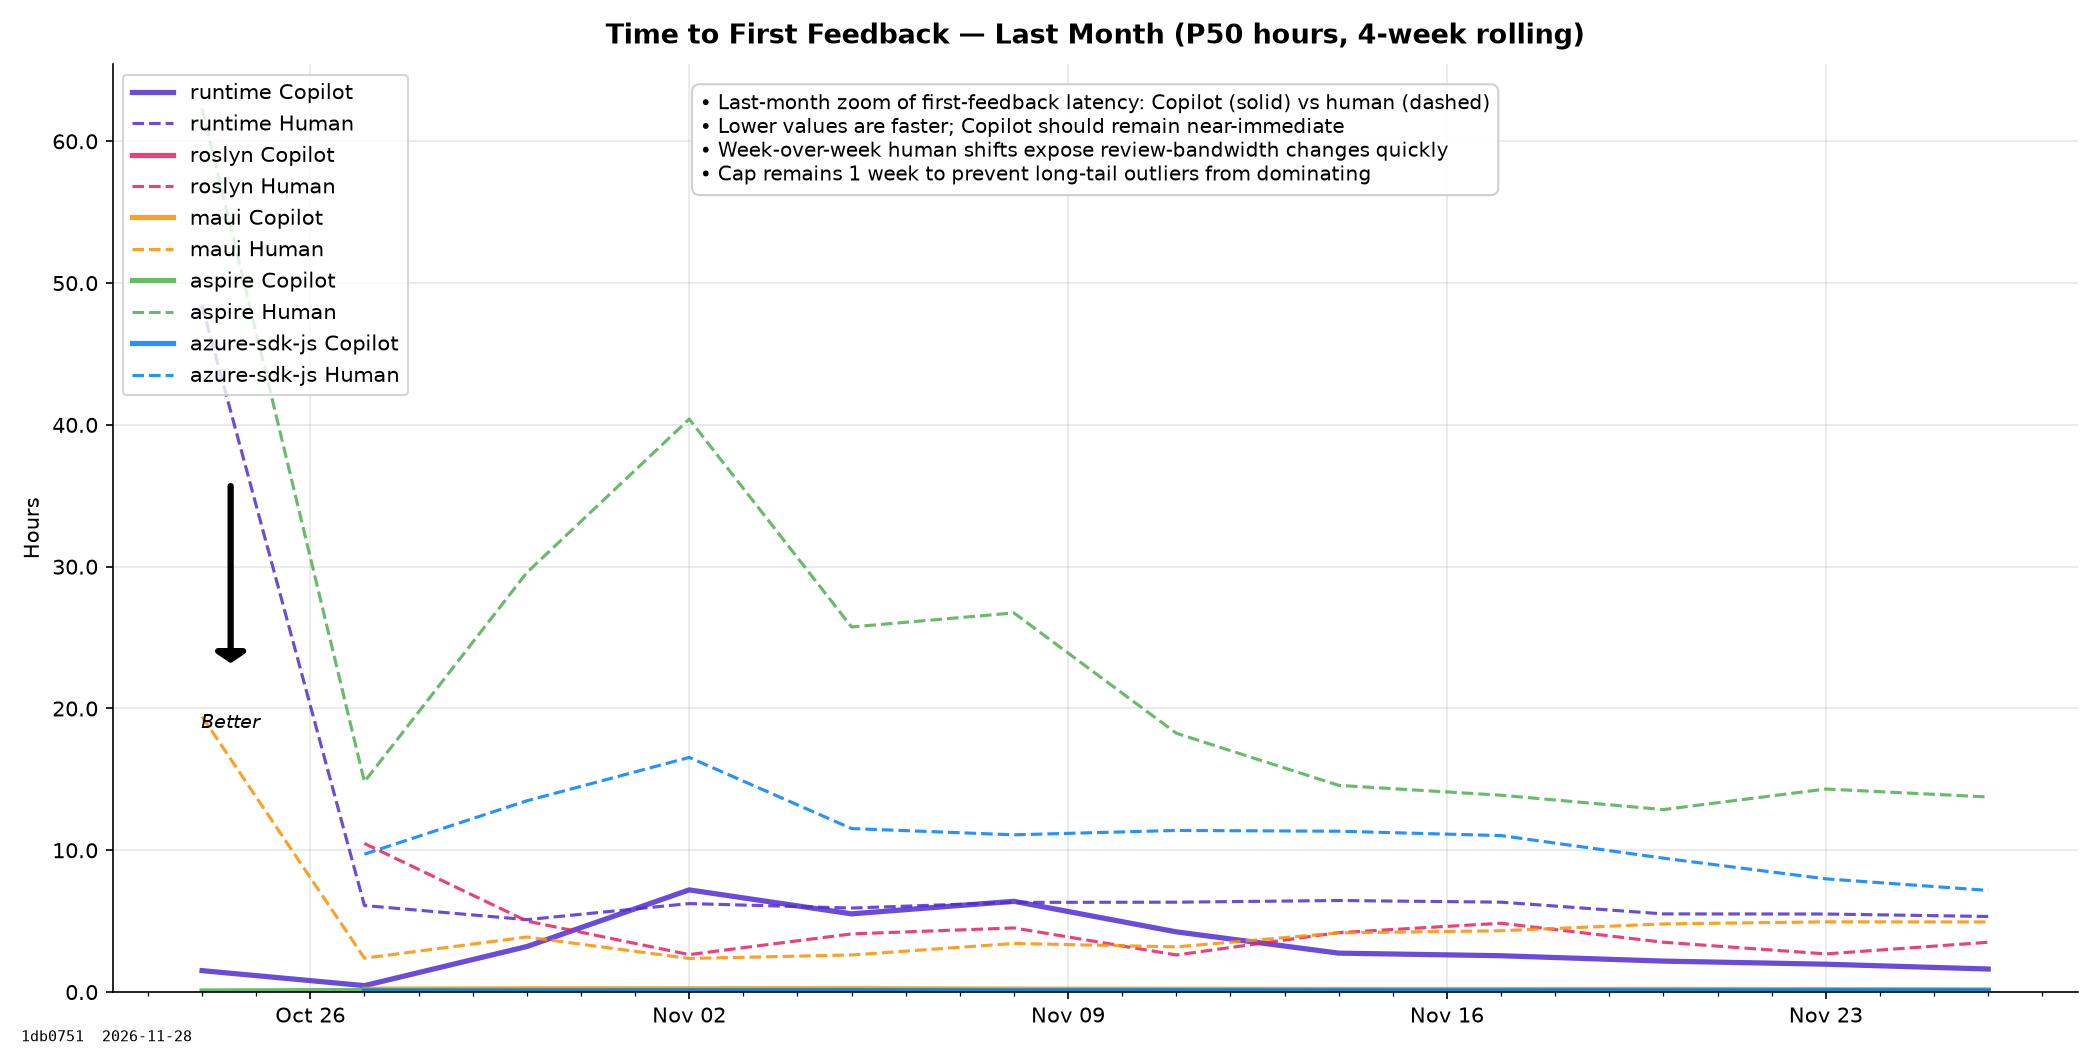 Time to First Feedback — Last Month (P50 hours, 4-week rolling)
runtime Copilot
runtime Human
roslyn Copilot
roslyn Human
maui Copilot
maui Human
aspire Copilot
aspire Human
azure-sdk-js Copilot
azure-sdk-js Human
• Last-month zoom of first-feedback latency: Copilot (solid) vs human (dashed)
• Lower values are faster; Copilot should remain near-immediate
• Week-over-week human shifts expose review-bandwidth changes quickly
• Cap remains 1 week to prevent long-tail outliers from dominating
60.0
50.0
40.0
30.0
20.0
10.0
0.0
Hours
Better
Oct 26
Nov 02
Nov 09
Nov 16
Nov 23
1db0751  2026-11-28